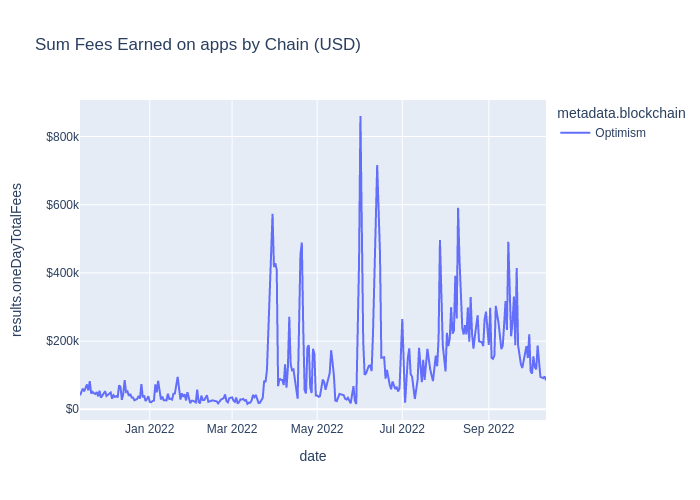 Sum Fees Earned on apps by Chain (USD)
metadata.blockchain
Optimism
results.oneDayTotalFees
$800k
$600k
$400k
$200k
$0
Jan 2022
Mar 2022
May 2022
Jul 2022
Sep 2022
date